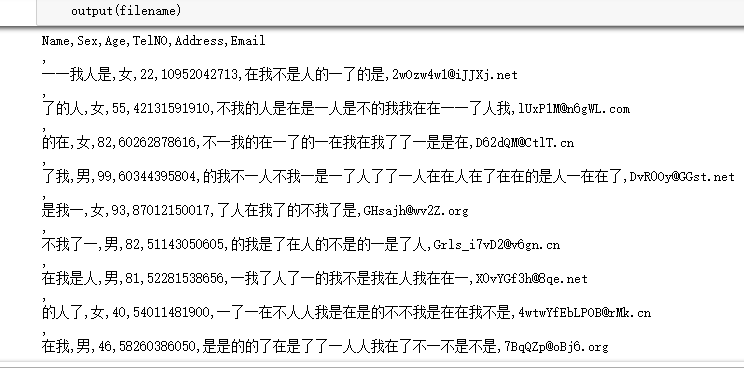 output(filename)
Name,Sex,Age,TelNO,Address,Email
,
一一我人是,女,22,10952042713,在我不是人的一了的是,2wOzw4w1@iJJXj.net
,
了的人,女,55,42131591910,不我的人是在是一人是不的我我在在一一了人我,lUxP1M@n6gWL.com
,
的在,女,82,60262878616,不一我的在一了的一在我在我了了一是是在,D62dQM@CtlT.cn
,
了我,男,99,60344395804,的我不一人不我一是一了人了了一人在在人在了在在的是人一在在了,DvROOy@GGst.net
,
是我一,女,93,87012150017,了人在我了的不我了是,GHsajh@wv2Z.org
,
不我了一,男,82,51143050605,的我是了在人的不是的一是了人,Grls_i7vD2@v6gn.cn
,
在我是人,男,81,52281538656,一我了人了一的我不是我在人我在在一,XOvYGf3h@8qe.net
,
的人了,女,40,54011481900,一了一在不人人我是在是的不不我是在在我不是,4wtwYfEbLPOB@rMk.cn
,
在我,男,46,58260386050,是是的的了在是了了一人人我在了不一不是不是,7BqQZp@oBj6.org